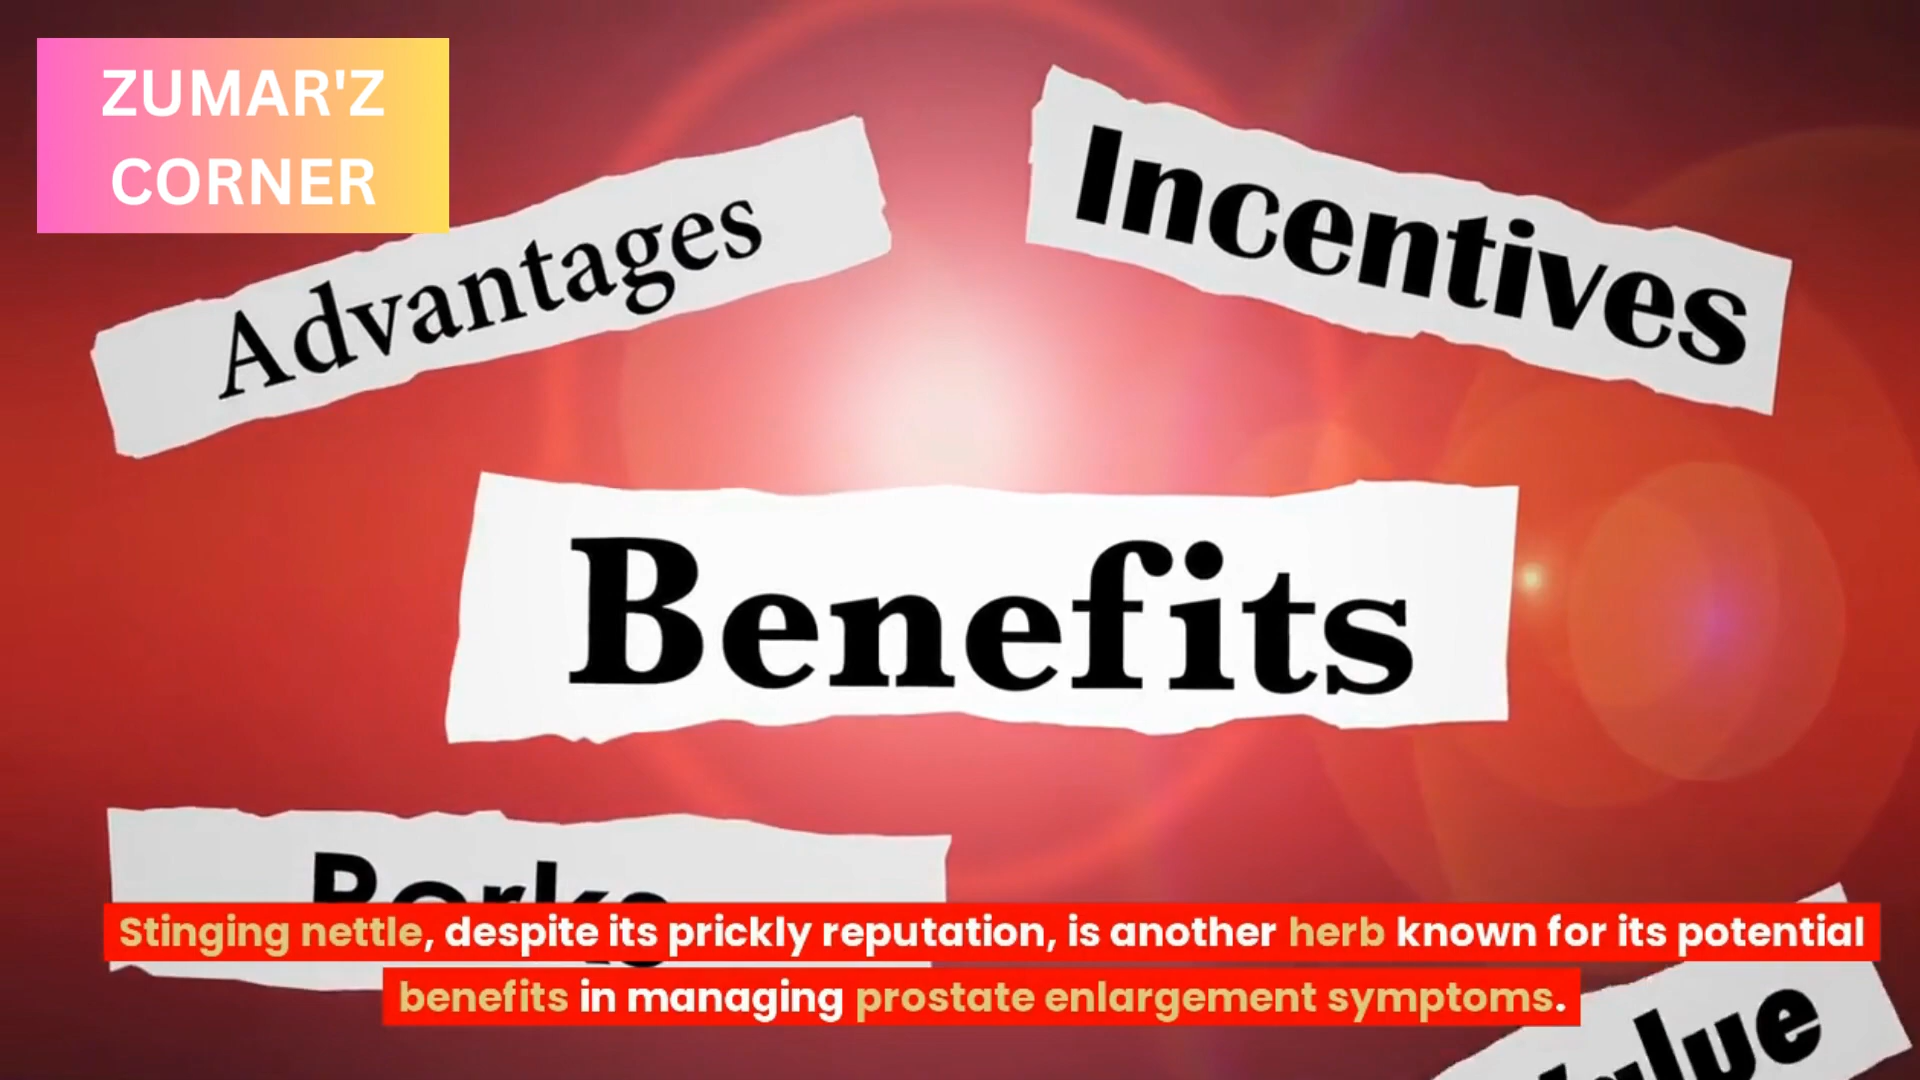 ZUMAR'Z
CORNER
Advantages
Incentives
Benefits
Perks
Stinging nettle, despite its prickly reputation, is another herb known for its potential
benefits in managing prostate enlargement symptoms.